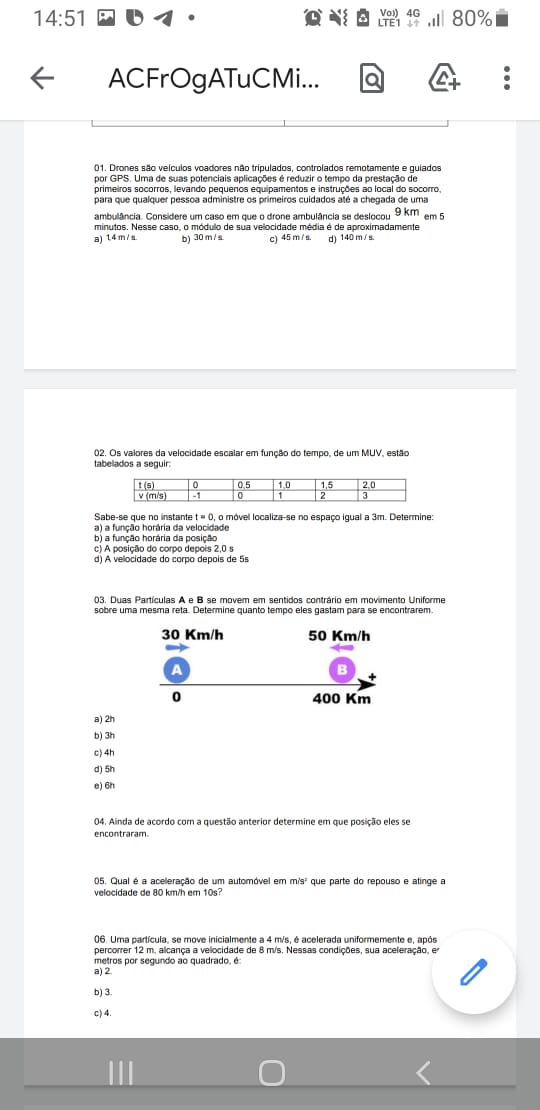 14:51
Vo)) 4G
LTE1
80%
ACFrOgATuCMi...
01. Drones são veículos voadores não tripulados, controlados remotamente e guiados
por GPS. Uma de suas potenciais aplicações é reduzir o tempo da prestação de
primeiros socorros, levando pequenos equipamentos e instruções ao local do socorro,
para que qualquer pessoa administre os primeiros cuidados até a chegada de uma
ambulância. Considere um caso em que o drone ambulância se deslocou 9 km em 5
minutos. Nesse caso, o módulo de sua velocidade média é de aproximadamente
a) 1,4 m / s. b) 30 m / s. c) 45 m / s. d) 140 m / s.
02. Os valores da velocidade escalar em função do tempo, de um MUV, estão
tabelados a seguir:
t (s) 0 0,5 1,0 1,5 2,0
v (m/s) -1 0 1 2 3
Sabe-se que no instante t = 0, o móvel localiza-se no espaço igual a 3m. Determine:
a) a função horária da velocidade
b) a função horária da posição
c) A posição do corpo depois 2,0 s
d) A velocidade do corpo depois de 5s
03. Duas Partículas A e B se movem em sentidos contrário em movimento Uniforme
sobre uma mesma reta. Determine quanto tempo eles gastam para se encontrarem.
30 Km/h 50 Km/h
A B +
0 400 Km
a) 2h
b) 3h
c) 4h
d) 5h
e) 6h
04. Ainda de acordo com a questão anterior determine em que posição eles se
encontraram.
05. Qual é a aceleração de um automóvel em m/s² que parte do repouso e atinge a
velocidade de 80 km/h em 10s?
06. Uma partícula, se move inicialmente a 4 m/s, é acelerada uniformemente e, após
percorrer 12 m, alcança a velocidade de 8 m/s. Nessas condições, sua aceleração,
metros por segundo ao quadrado, é:
a) 2.
b) 3.
c) 4.